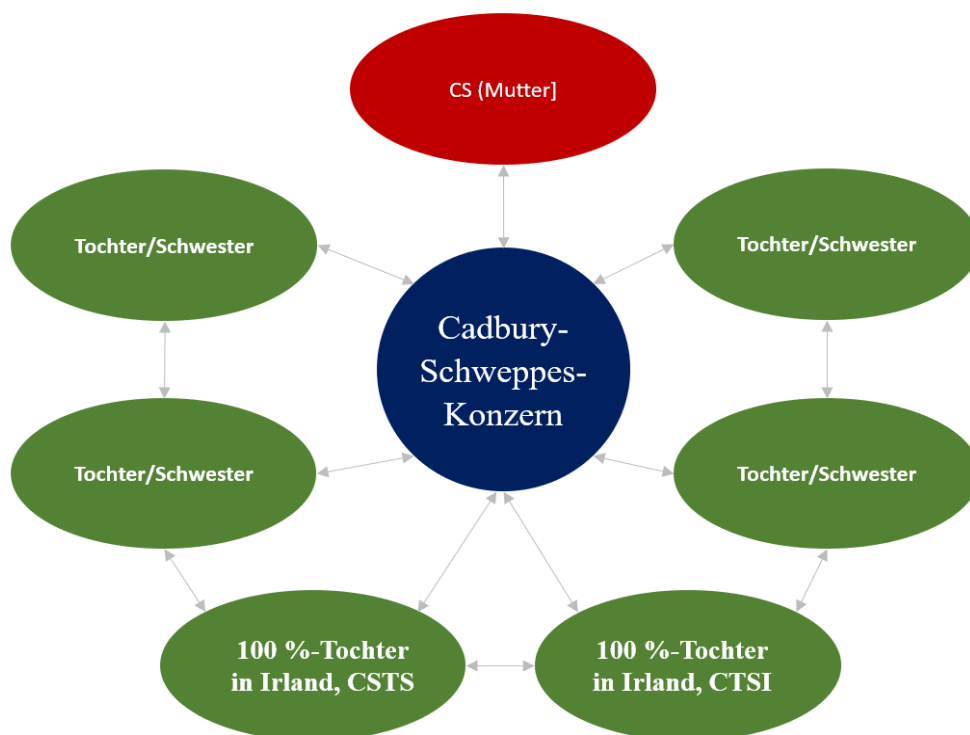 CS (Mutter]
Tochter/Schwester
Tochter/Schwester
Cadbury-
Schweppes-
Konzern
Tochter/Schwester
Tochter/Schwester
100 %-Tochter
in Irland, CSTS
100 %-Tochter
in Irland, CTSI